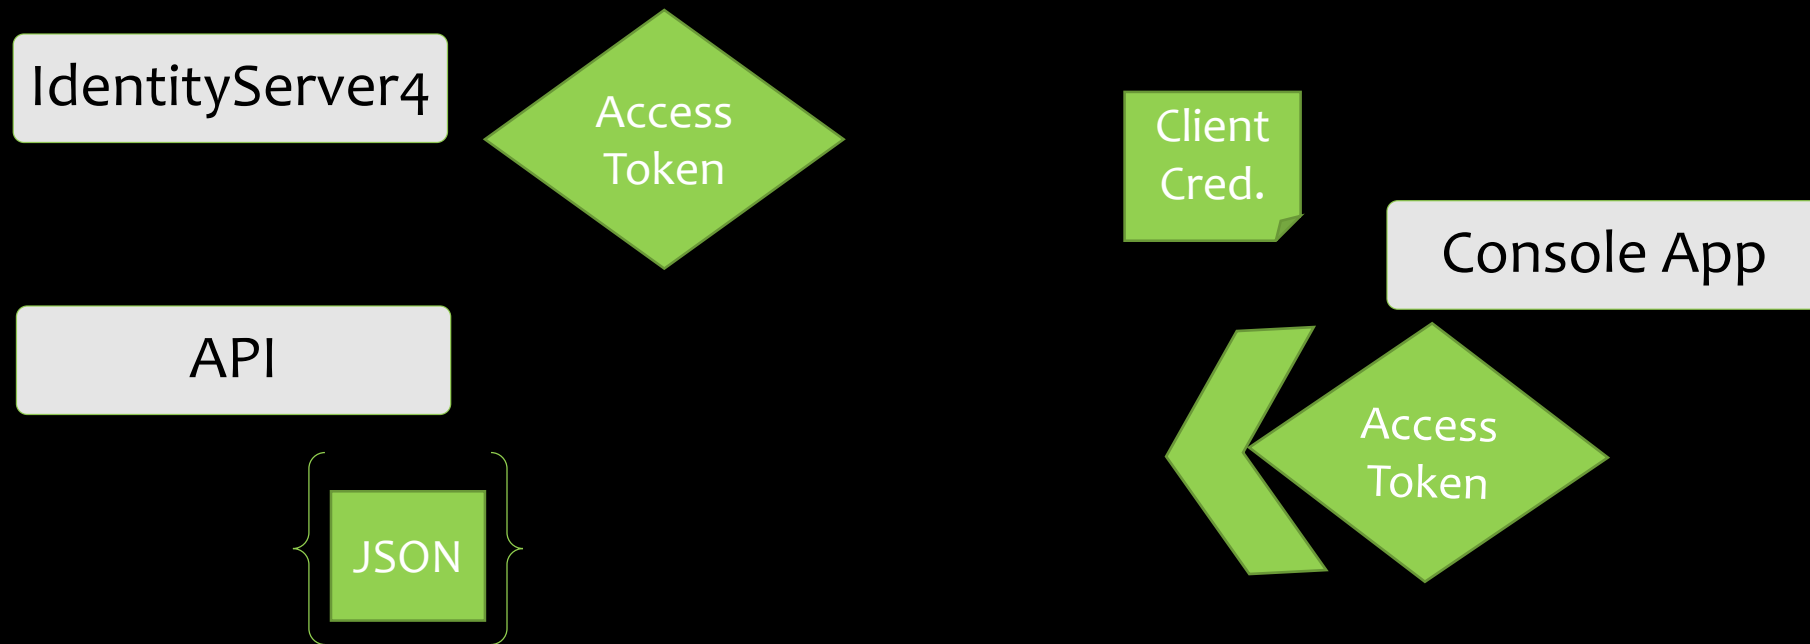 IdentityServer4
Access
Token
Client
Cred.
Console App
API
Access
Token
JSON